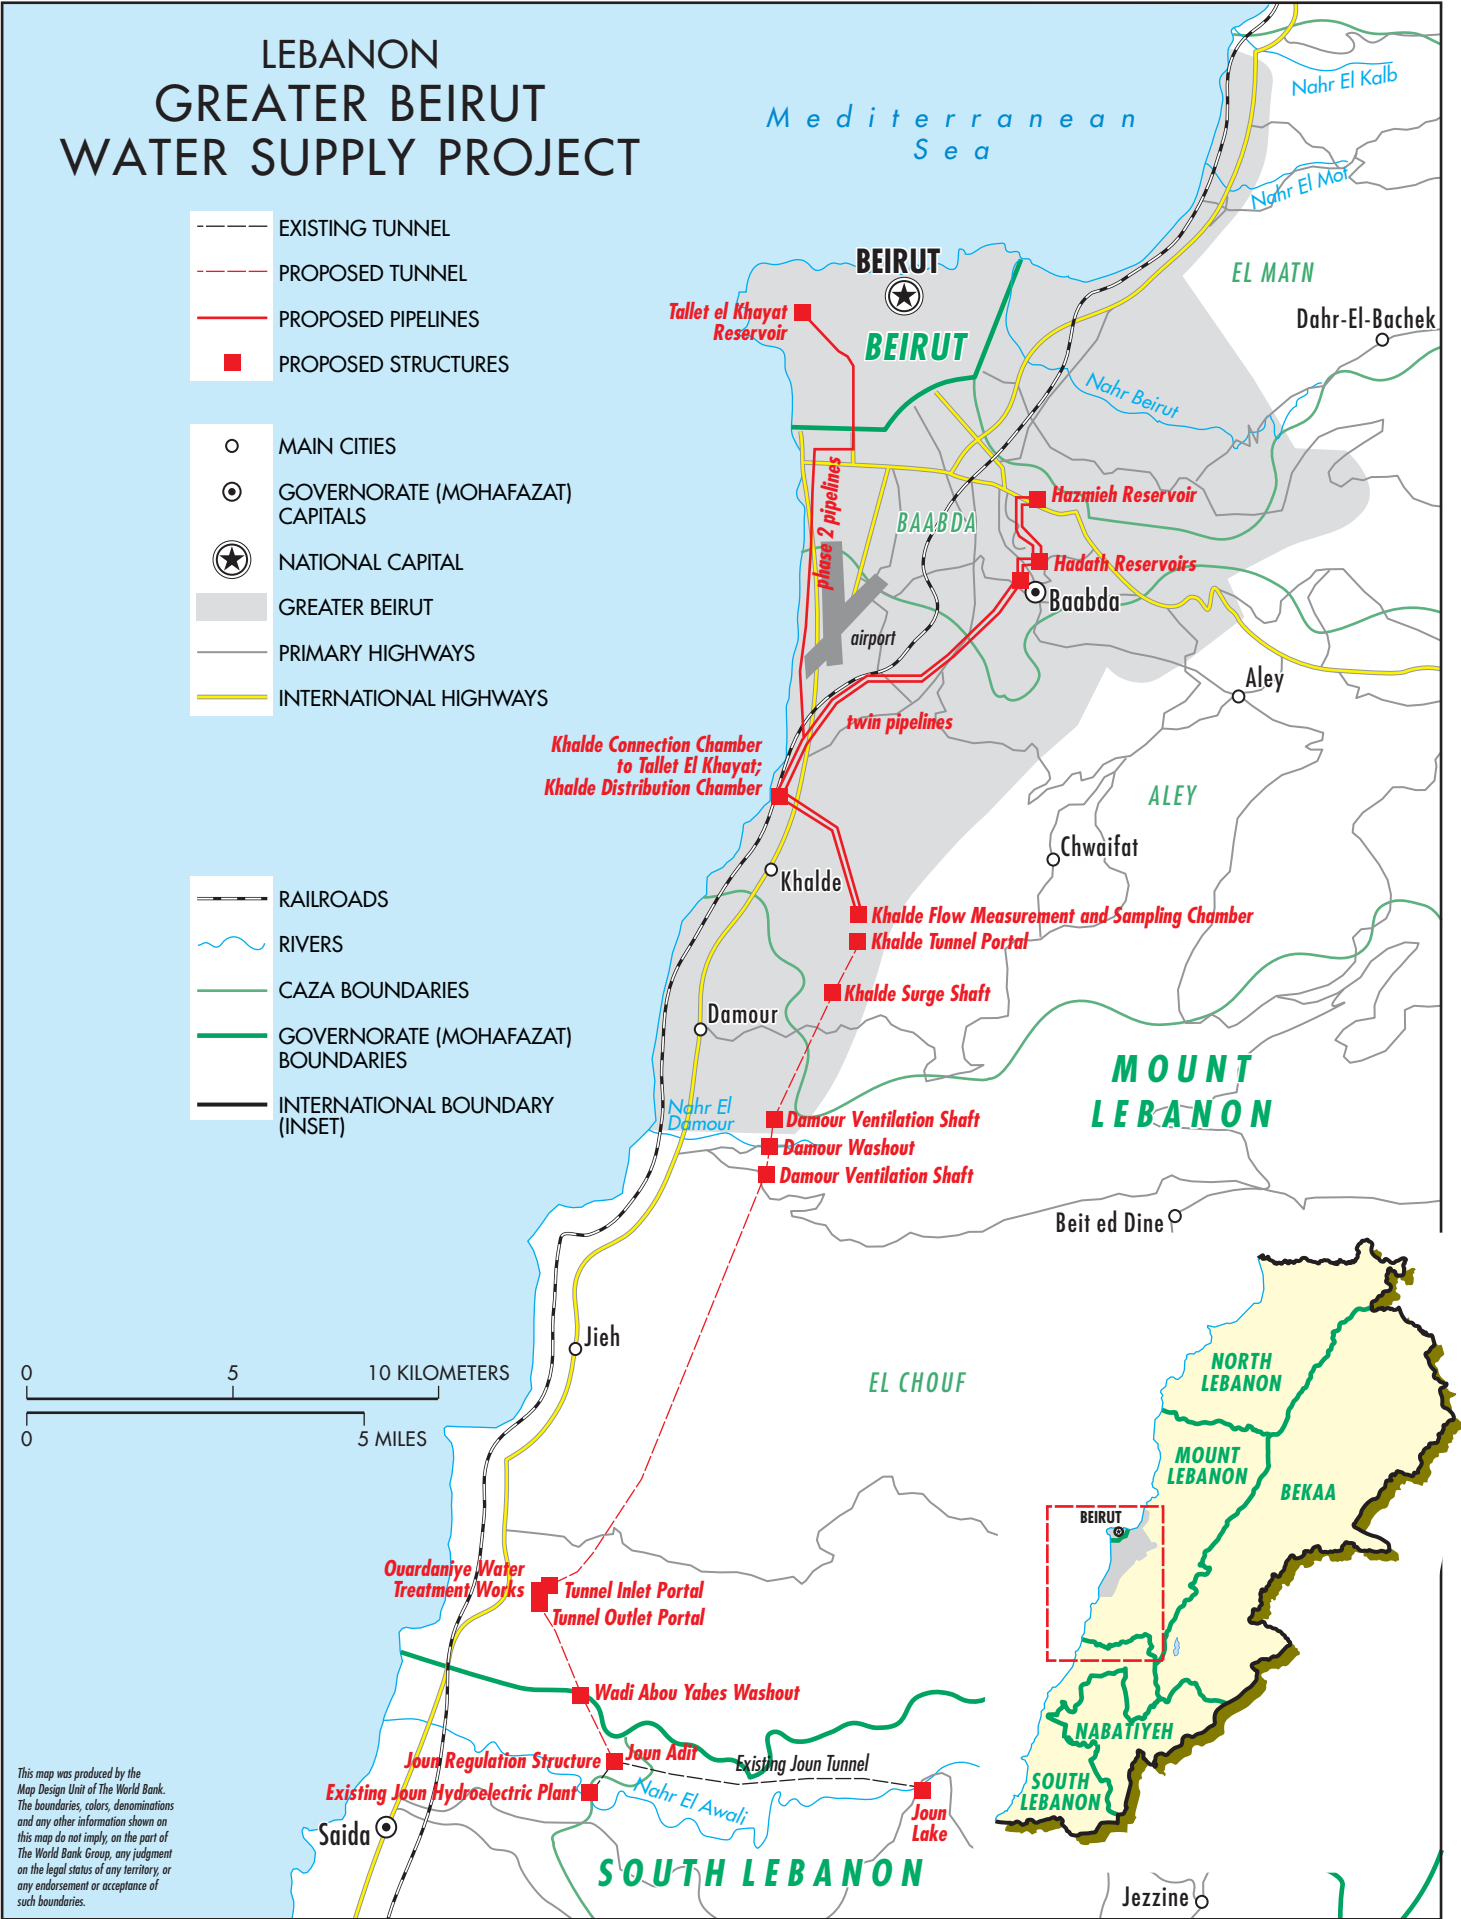 LEBANON
GREATER BEIRUT
WATER SUPPLY PROJECT
EXISTING TUNNEL
PROPOSED TUNNEL
PROPOSED PIPELINES
PROPOSED STRUCTURES
MAIN CITIES
GOVERNORATE (MOHAFAZAT)
CAPITALS
NATIONAL CAPITAL
GREATER BEIRUT
PRIMARY HIGHWAYS
INTERNATIONAL HIGHWAYS
RAILROADS
RIVERS
CAZA BOUNDARIES
GOVERNORATE (MOHAFAZAT)
BOUNDARIES
INTERNATIONAL BOUNDARY
(INSET)
Mediterranean
Sea
Nahr El Kalb
Nahr El Mot
EL MATN
Dahr-El-Bachek
BEIRUT
Tallet el Khayat
Reservoir
BEIRUT
Nahr Beirut
phase 2 pipelines
BAABDA
Hazmieh Reservoir
Hadath Reservoirs
Baabda
airport
Aley
twin pipelines
Khalde Connection Chamber
to Tallet El Khayat;
Khalde Distribution Chamber
ALEY
Chwaifat
Khalde
Khalde Flow Measurement and Sampling Chamber
Khalde Tunnel Portal
Khalde Surge Shaft
Damour
MOUNT
LEBANON
Nahr El
Damour
Damour Ventilation Shaft
Damour Washout
Damour Ventilation Shaft
Beit ed Dine
Jieh
0
5
10 KILOMETERS
0
5 MILES
EL CHOUF
Ouardaniye Water
Treatment Works
Tunnel Inlet Portal
Tunnel Outlet Portal
Wadi Abou Yabes Washout
Joun Regulation Structure
Joun Adit
Existing Joun Tunnel
Existing Joun Hydroelectric Plant
Nahr El Awali
Joun
Lake
Saida
SOUTH LEBANON
Jezzine
NORTH
LEBANON
MOUNT
LEBANON
BEKAA
BEIRUT
NABATIYEH
SOUTH
LEBANON
This map was produced by the
Map Design Unit of The World Bank.
The boundaries, colors, denominations
and any other information shown on
this map do not imply, on the part of
The World Bank Group, any judgment
on the legal status of any territory, or
any endorsement or acceptance of
such boundaries.